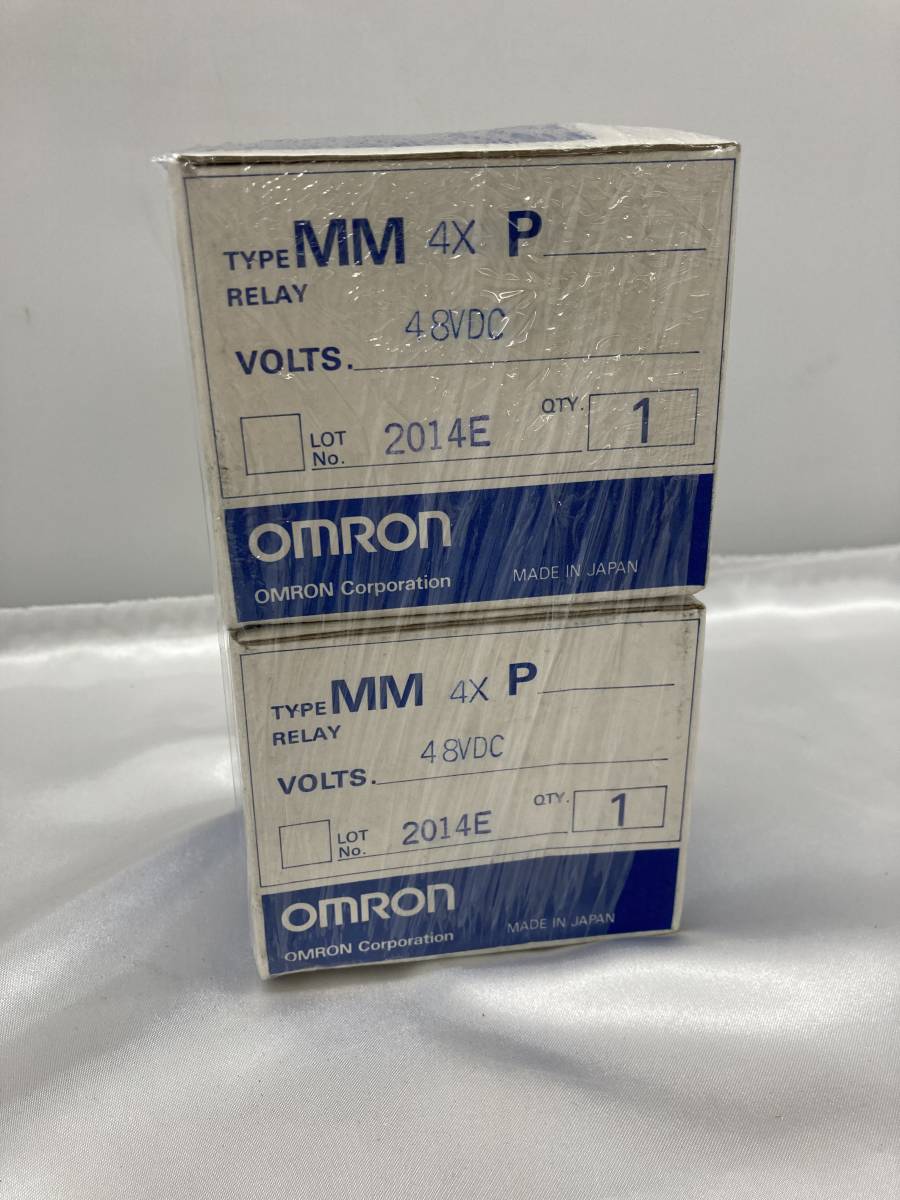 TYPE MM 4X P
RELAY
48VDC
VOLTS.
LOT No. 2014E QTY. 1
OMRON
OMRON Corporation MADE IN JAPAN
TYPE MM 4X P
RELAY
48VDC
VOLTS.
LOT No. 2014E QTY. 1
OMRON
OMRON Corporation MADE IN JAPAN